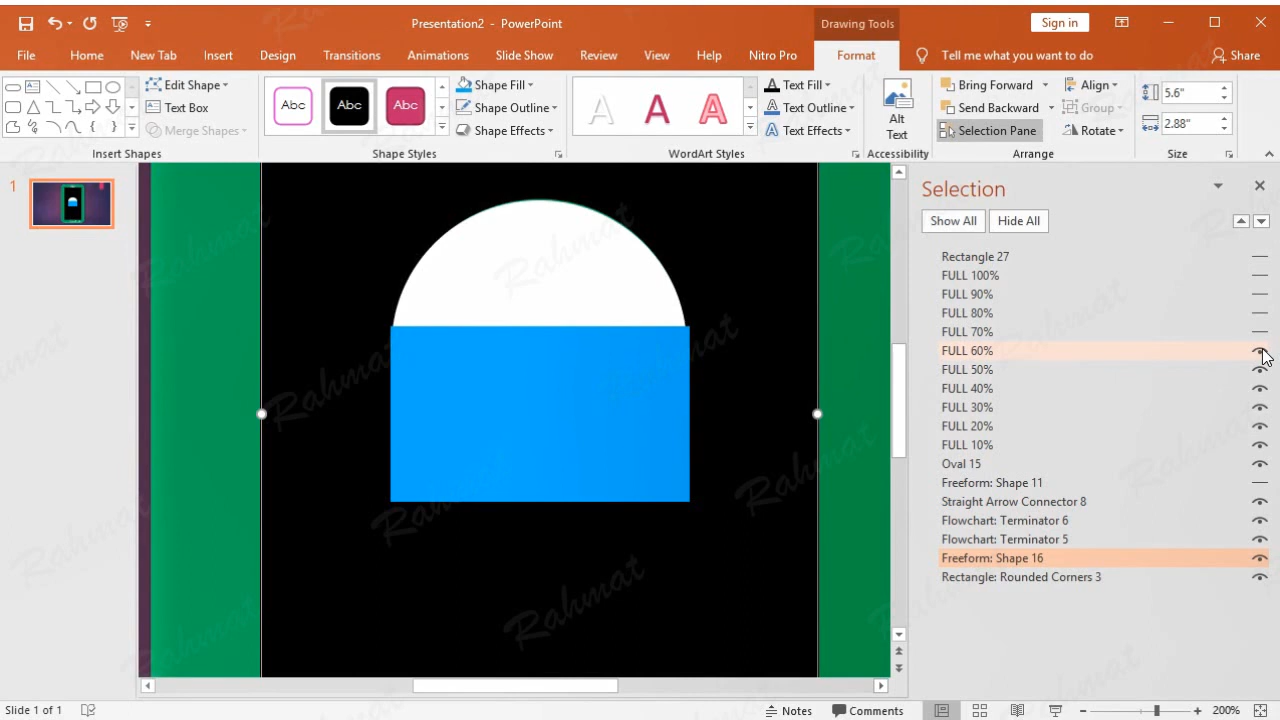 Presentation2 - PowerPoint
Drawing Tools
Sign in
File
Home
New Tab
Insert
Design
Transitions
Animations
Slide Show
Review
View
Help
Nitro Pro
Format
Tell me what you want to do
Share
Edit Shape
Text Box
Merge Shapes
Insert Shapes
Abc
Abc
Abc
Shape Fill
Shape Outline
Shape Effects
Shape Styles
A
A
A
Text Fill
Text Outline
Text Effects
WordArt Styles
Alt
Text
Accessibility
Bring Forward
Send Backward
Selection Pane
Align
Group
Rotate
Arrange
5.6"
2.88"
Size
1
Selection
Show All
Hide All
Rectangle 27
FULL 100%
FULL 90%
FULL 80%
FULL 70%
FULL 60%
FULL 50%
FULL 40%
FULL 30%
FULL 20%
FULL 10%
Oval 15
Freeform: Shape 11
Straight Arrow Connector 8
Flowchart: Terminator 6
Flowchart: Terminator 5
Freeform: Shape 16
Rectangle: Rounded Corners 3
Rahmat
Rahmat
Rahmat
Rahmat
Rahmat
Rahmat
Slide 1 of 1
Notes
Comments
200%